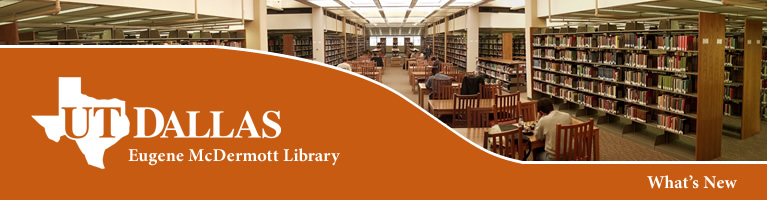 UT DALLAS
Eugene McDermott Library
What's New